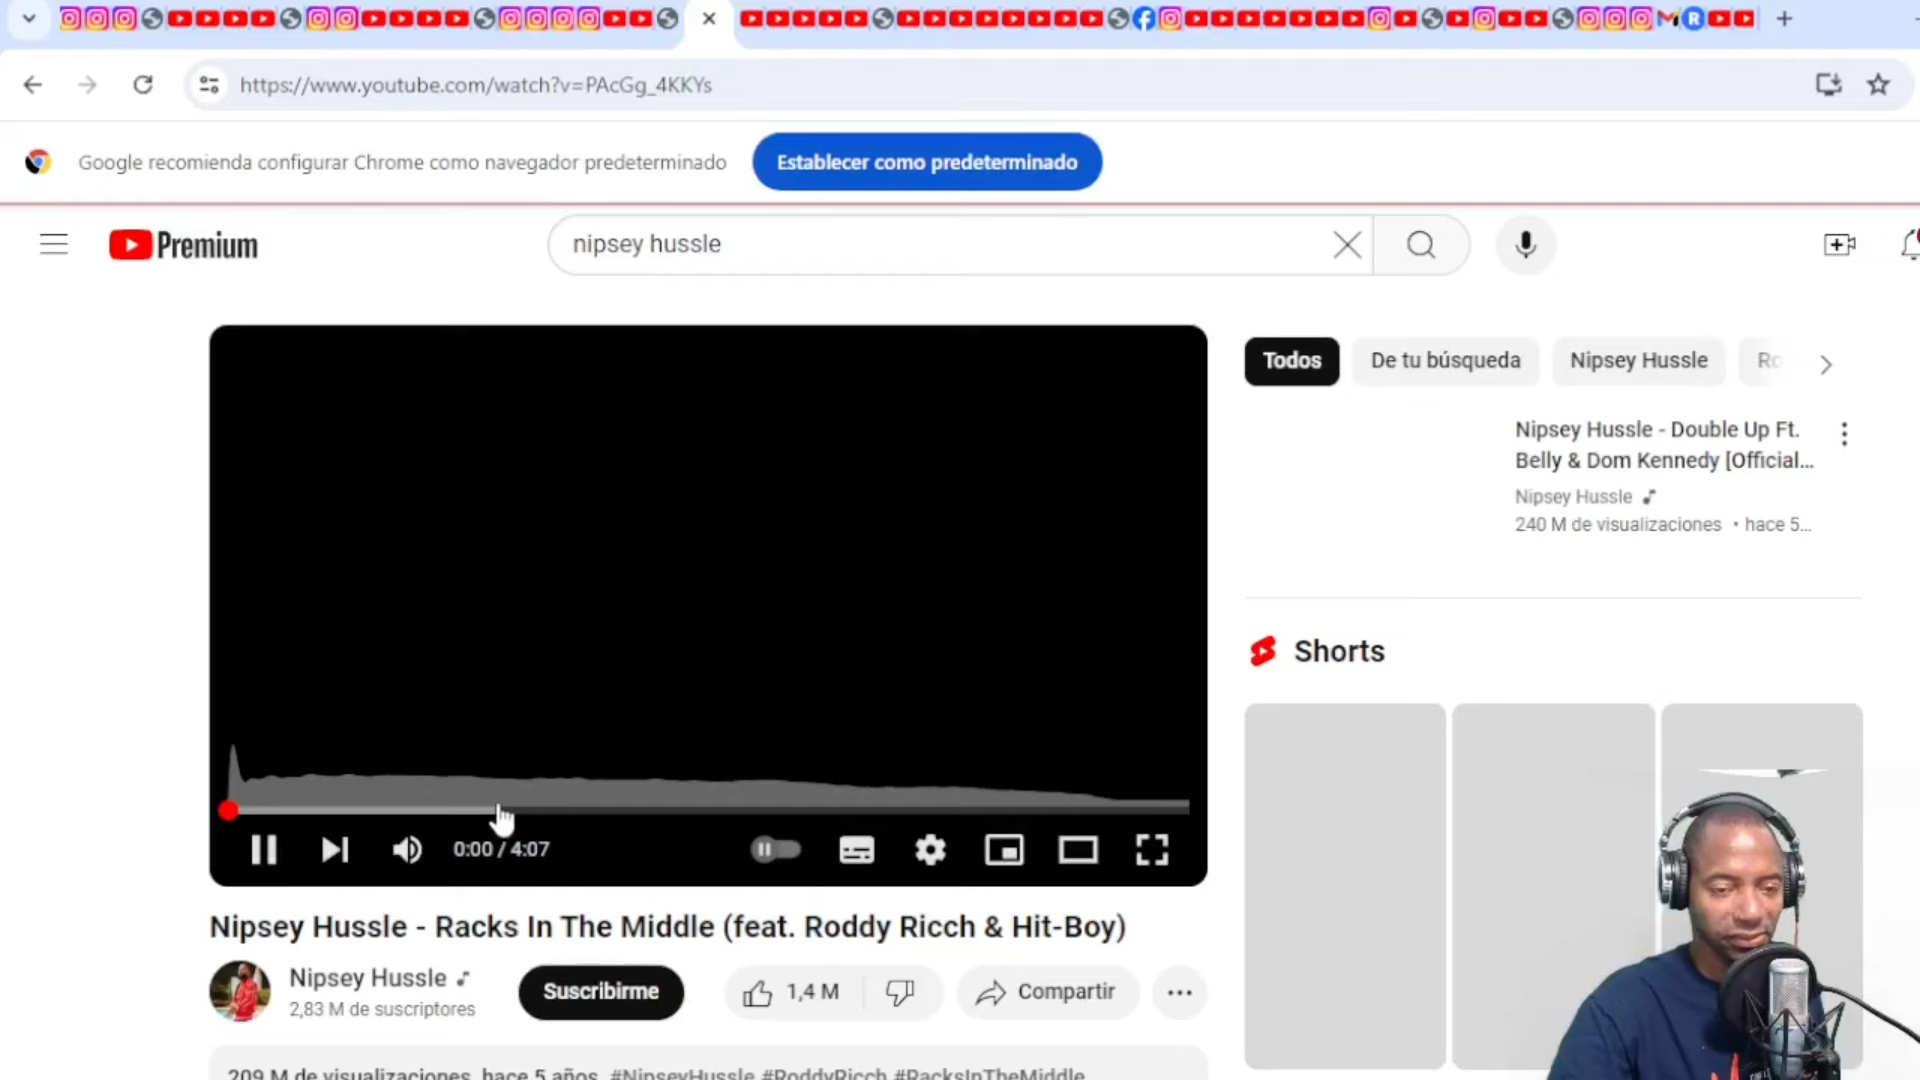 https://www.youtube.com/watch?v=PAcGg_4KKYs
Google recomienda configurar Chrome como navegador predeterminado
Establecer como predeterminado
Premium
nipsey hussle
Todos
De tu búsqueda
Nipsey Hussle
Ro
Nipsey Hussle - Double Up Ft.
Belly & Dom Kennedy [Official...
Nipsey Hussle
240 M de visualizaciones • hace 5...
Shorts
0:00 / 4:07
Nipsey Hussle - Racks In The Middle (feat. Roddy Ricch & Hit-Boy)
Nipsey Hussle
2,83 M de suscriptores
Suscribirme
1,4 M
Compartir
209 M de visualizaciones hace 5 años #NipseyHussle #RoddyRicch #RacksInTheMiddle